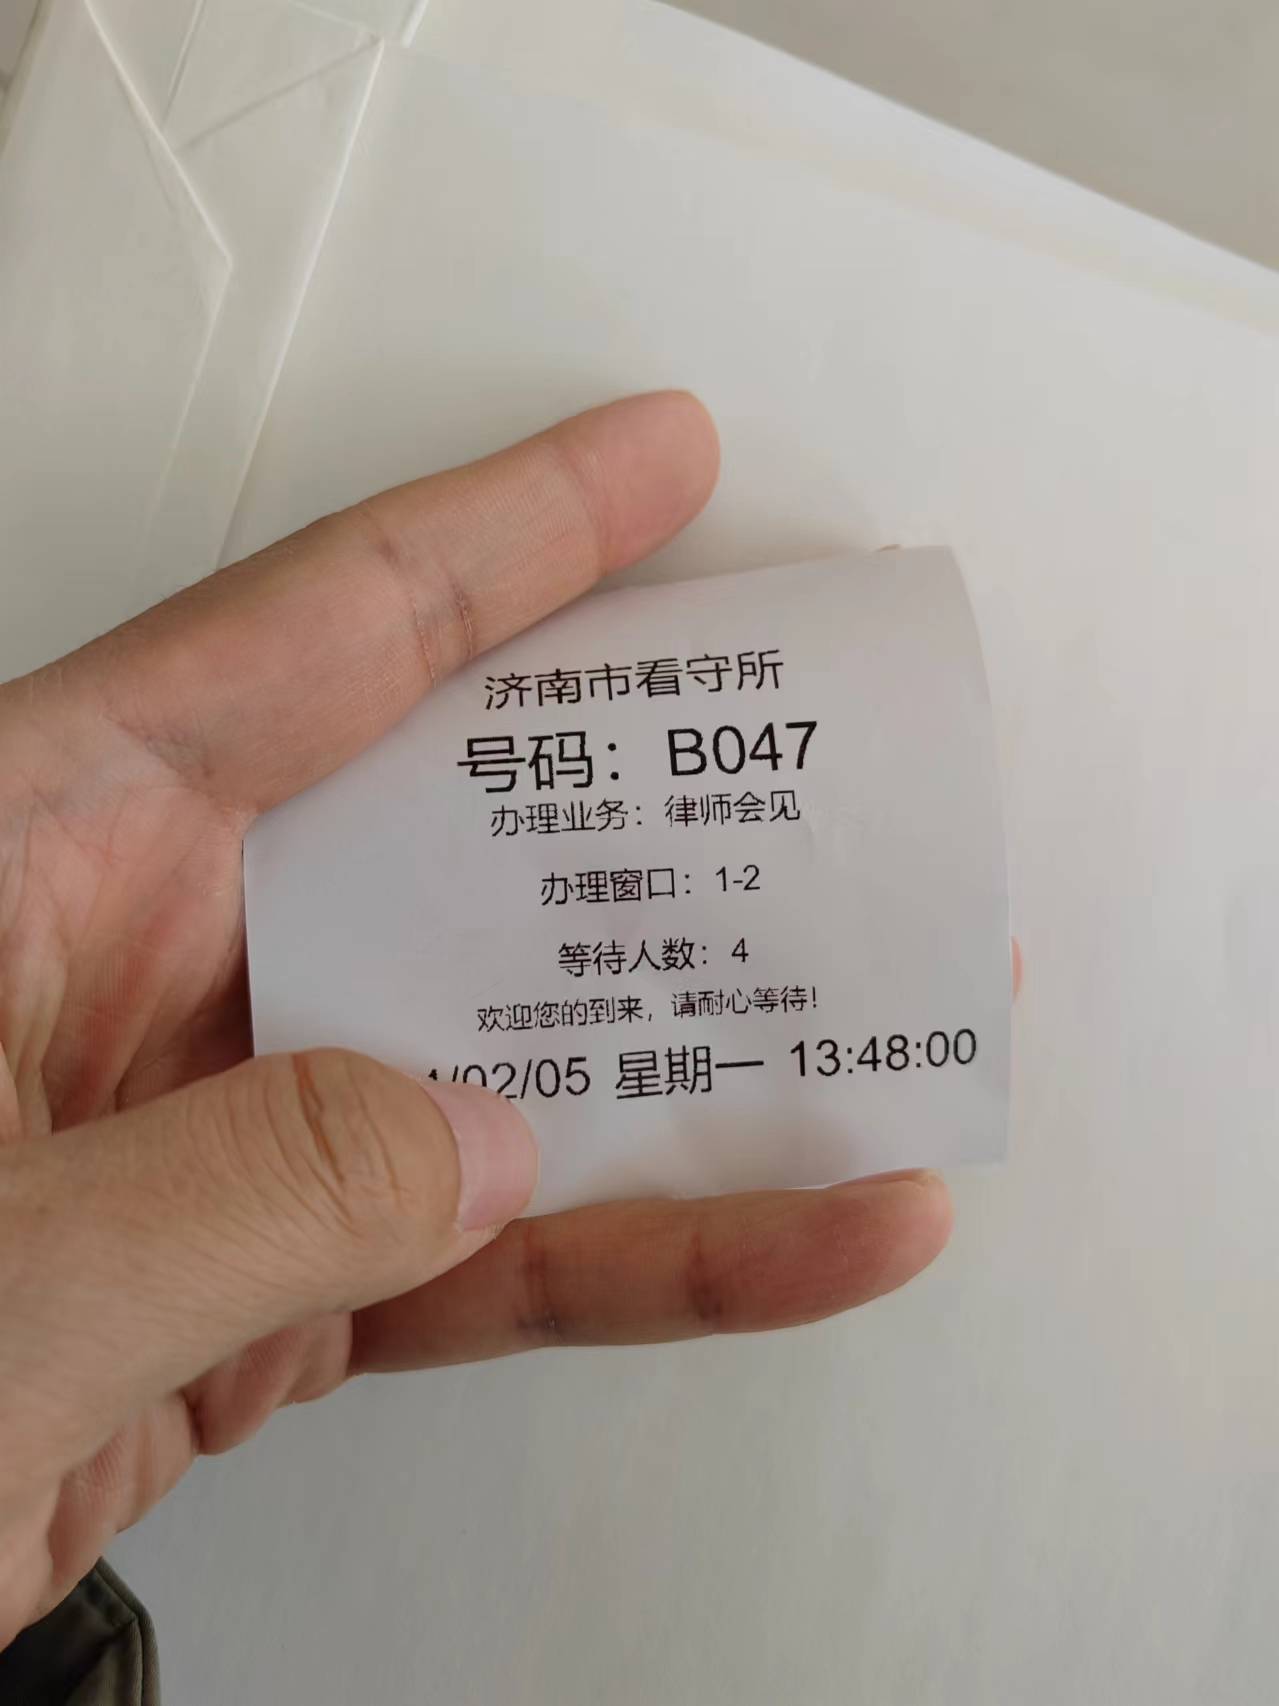 济南市看守所
号码：B047
办理业务：律师会见
办理窗口：1-2
等待人数：4
欢迎您的到来，请耐心等待！
/02/05 星期一 13:48:00